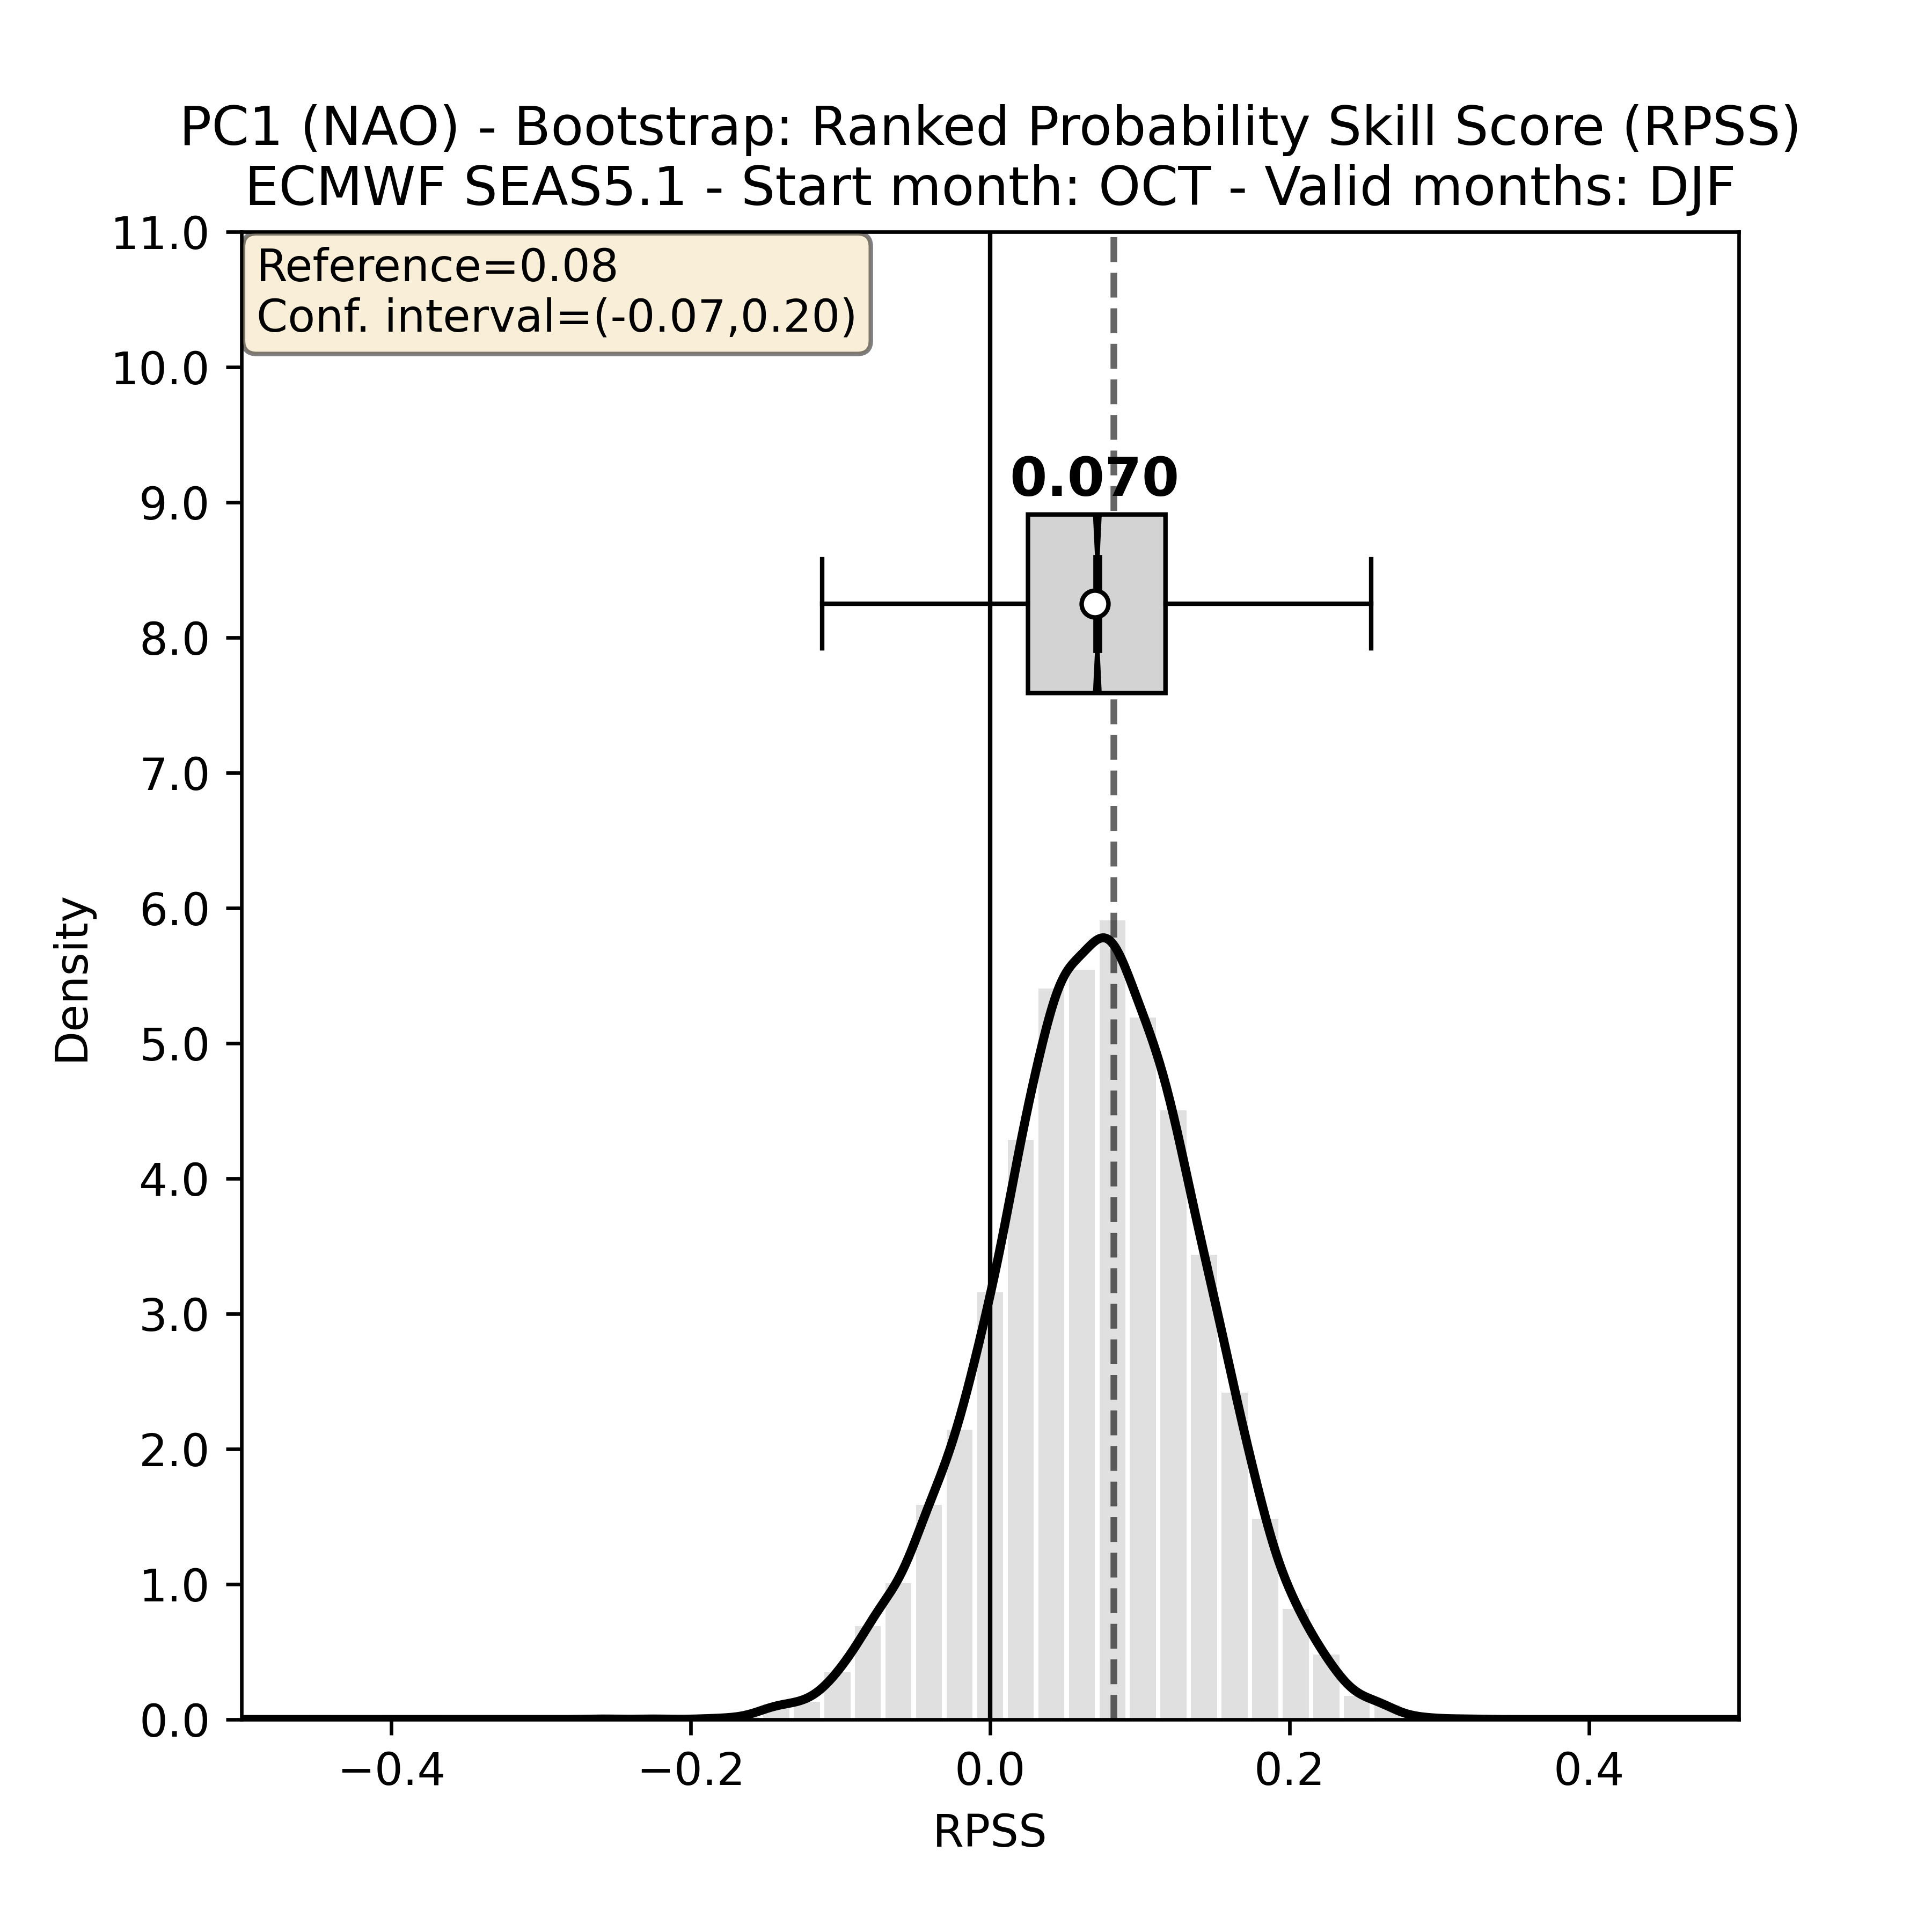 PC1 (NAO) - Bootstrap: Ranked Probability Skill Score (RPSS)
ECMWF SEAS5.1 - Start month: OCT - Valid months: DJF
Reference=0.08
Conf. interval=(-0.07,0.20)
0.070
11.0
10.0
9.0
8.0
7.0
6.0
5.0
4.0
3.0
2.0
1.0
0.0
Density
−0.4 −0.2 0.0 0.2 0.4
RPSS